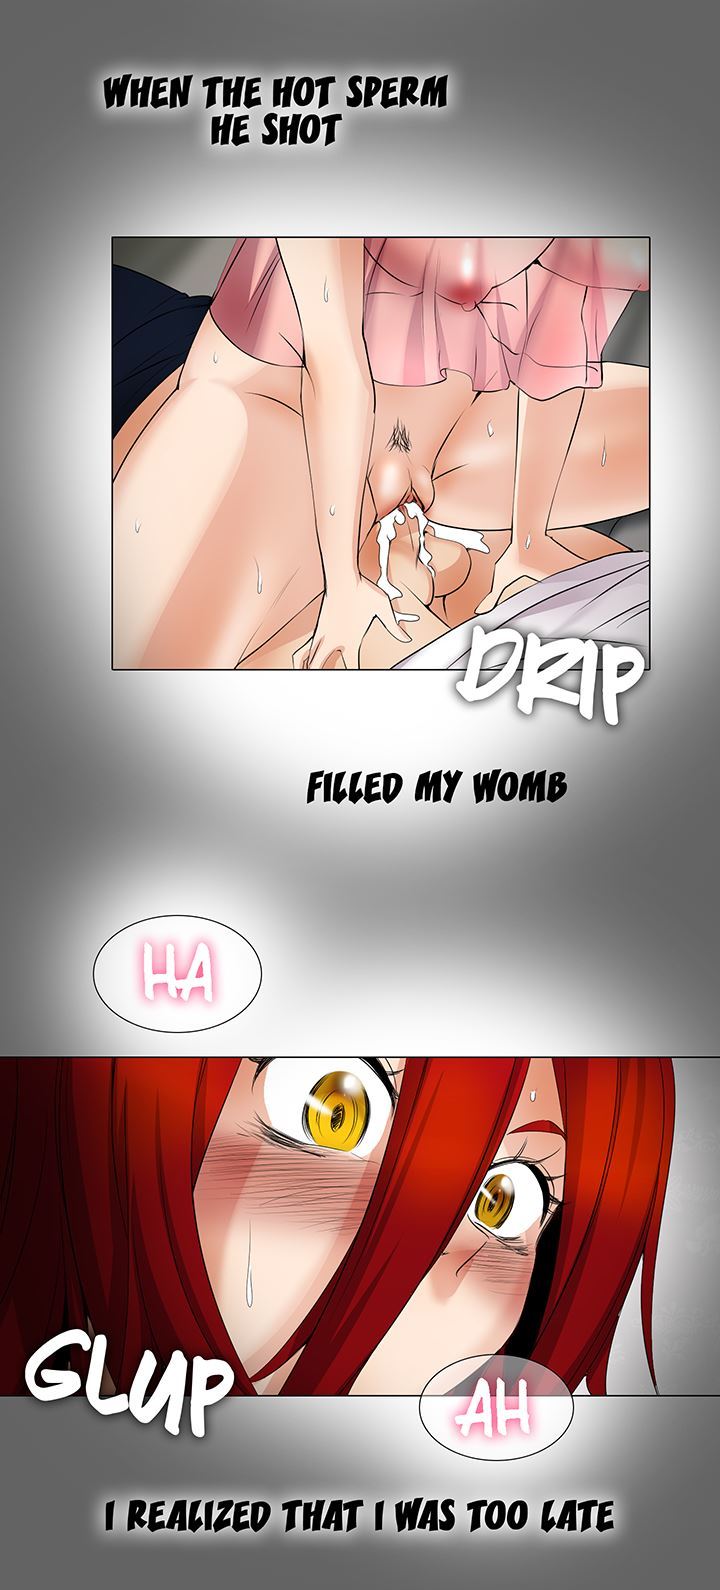 WHEN THE HOT SPERM
HE SHOT
DRIP
FILLED MY WOMB
HA
GLUP
AH
I REALIZED THAT I WAS TOO LATE